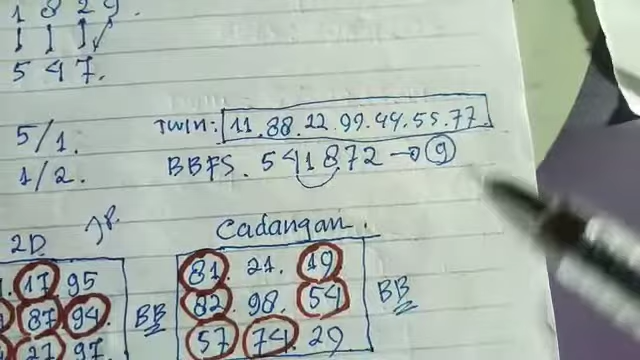 1 8 2 9.
5 4 7.
5/1.
1/2.
Twin: 11.88.22.99.44.55.77.
BBFS. 541872 → 9
2D. JP.
17 95
87 94.
27 97.
BB
Cadangan.
81. 21. 19
82. 98. 54
57 74. 29
BB